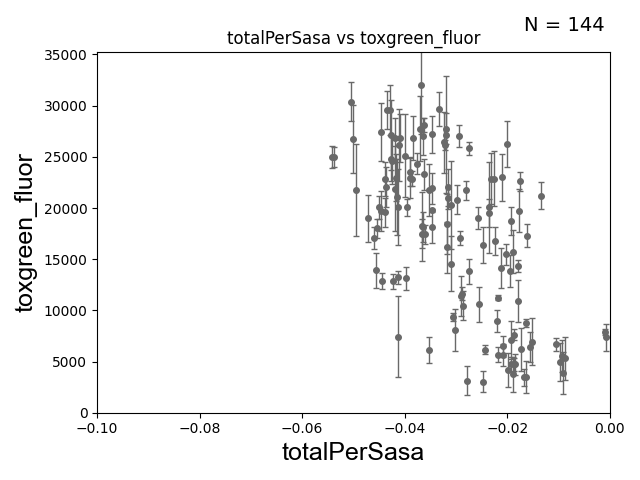 N = 144
totalPerSasa vs toxgreen_fluor
35000
30000
25000
20000
15000
10000
5000
0
toxgreen_fluor
−0.10 −0.08 −0.06 −0.04 −0.02 0.00
totalPerSasa